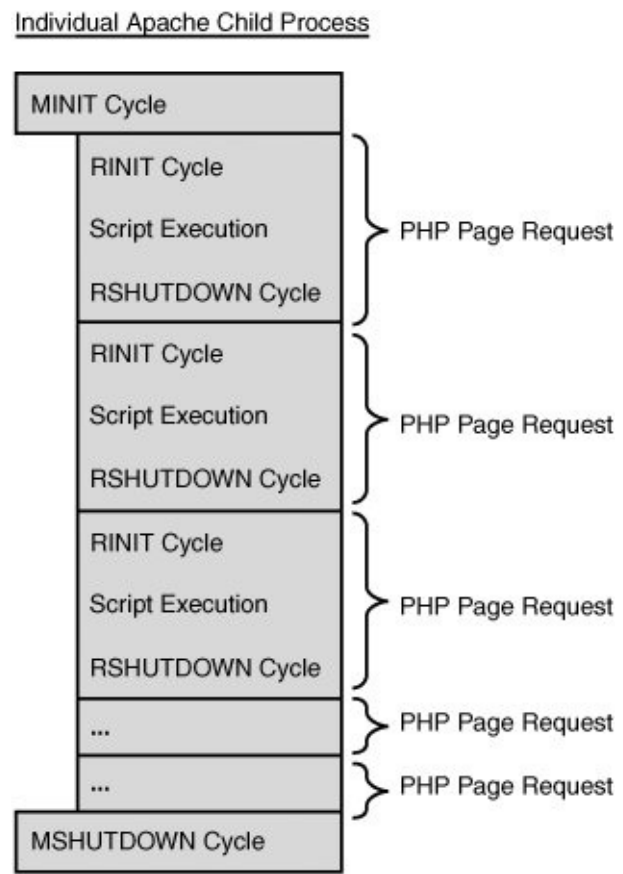 Individual Apache Child Process
MINIT Cycle
RINIT Cycle
Script Execution
RSHUTDOWN Cycle
PHP Page Request
RINIT Cycle
Script Execution
RSHUTDOWN Cycle
PHP Page Request
RINIT Cycle
Script Execution
RSHUTDOWN Cycle
PHP Page Request
...
PHP Page Request
...
PHP Page Request
MSHUTDOWN Cycle